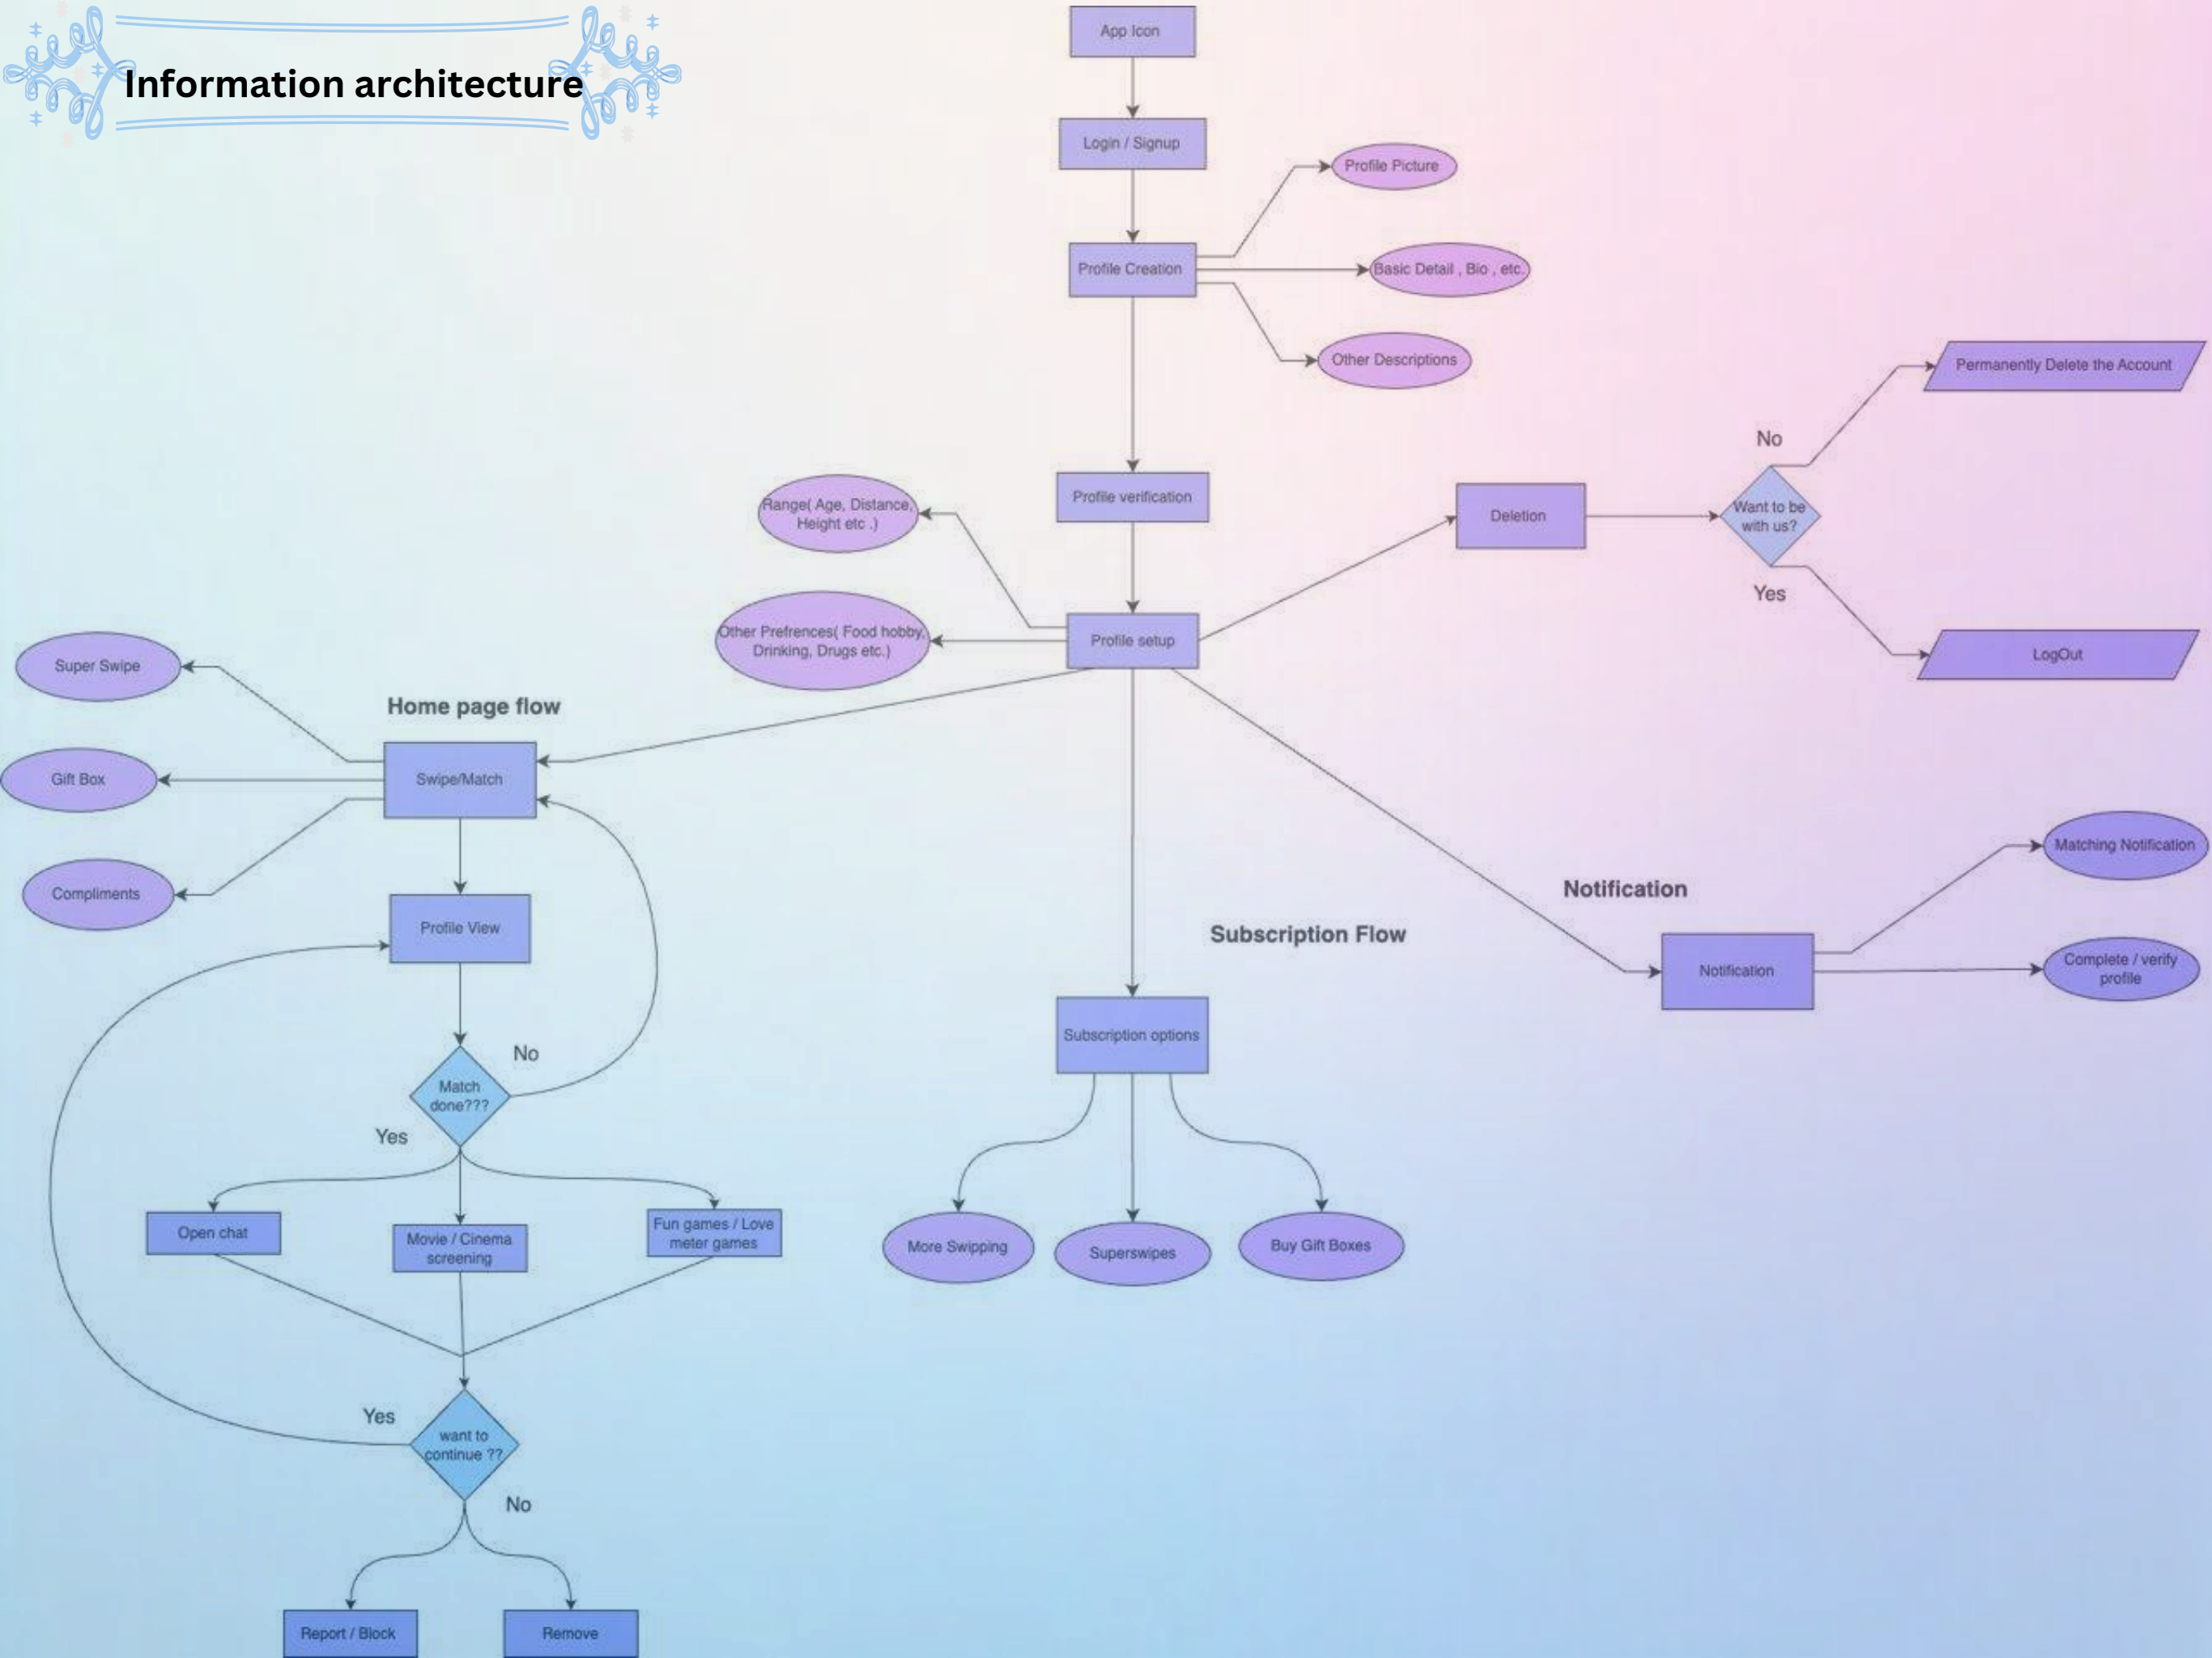 Information architecture
App Icon
Login / Signup
Profile Picture
Profile Creation
Basic Detail , Bio , etc.
Other Descriptions
Permanently Delete the Account
No
Profile verification
Range( Age, Distance,
Height etc .)
Deletion
Want to be
with us?
Yes
Other Prefrences( Food hobby,
Drinking, Drugs etc.)
Profile setup
LogOut
Super Swipe
Home page flow
Gift Box
Swipe/Match
Compliments
Profile View
Matching Notification
Notification
Subscription Flow
Notification
Complete / verify
profile
Subscription options
No
Match
done???
Yes
Open chat
Movie / Cinema
screening
Fun games / Love
meter games
More Swipping
Superswipes
Buy Gift Boxes
Yes
want to
continue ??
No
Report / Block
Remove